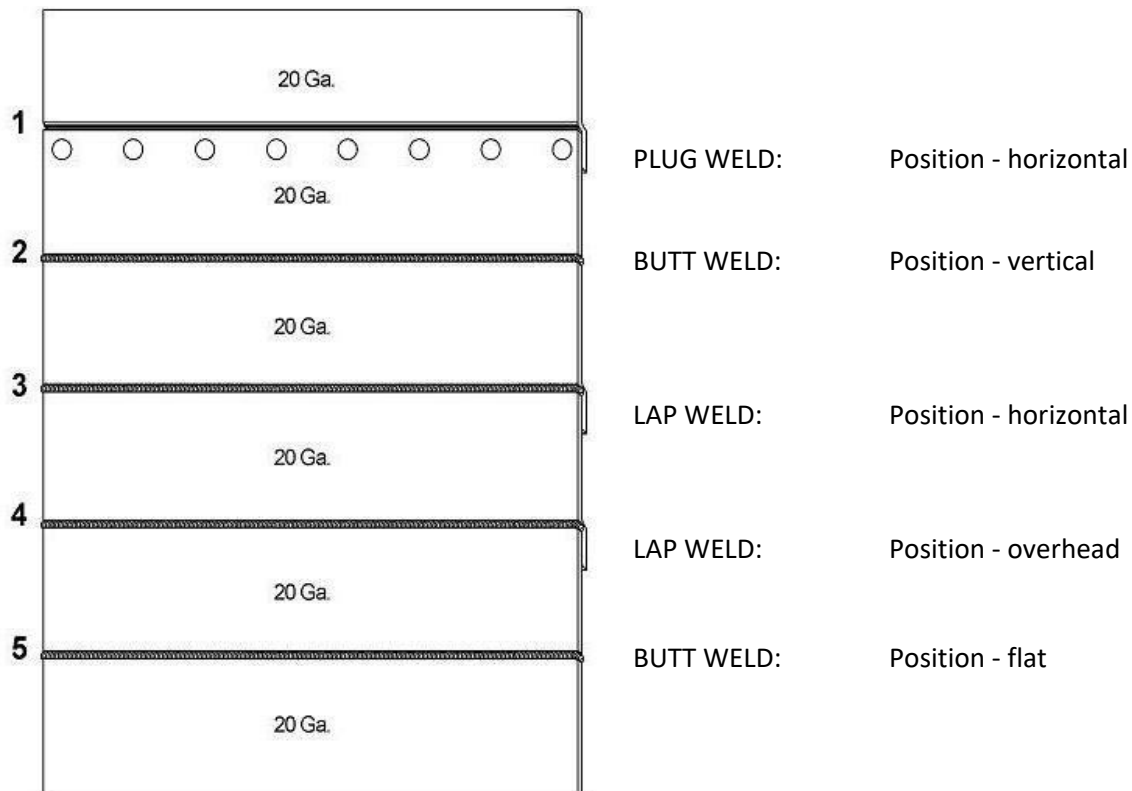 20 Ga.
1
PLUG WELD: Position - horizontal
20 Ga.
2
BUTT WELD: Position - vertical
20 Ga.
3
LAP WELD: Position - horizontal
20 Ga.
4
LAP WELD: Position - overhead
20 Ga.
5
BUTT WELD: Position - flat
20 Ga.